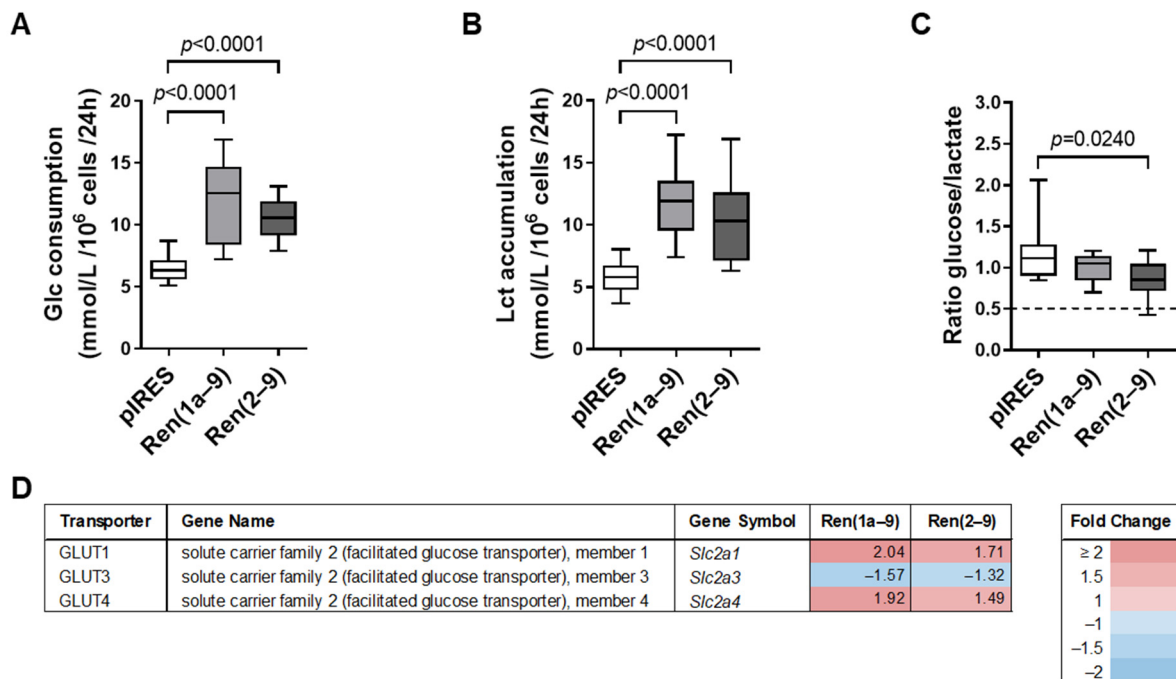 A
Glc consumption
(mmol/L /10⁶ cells /24h)
20
15
10
5
0
p<0.0001
p<0.0001
pIRES
Ren(1a–9)
Ren(2–9)
B
Lct accumulation
(mmol/L /10⁶ cells /24h)
20
15
10
5
0
p<0.0001
p<0.0001
pIRES
Ren(1a–9)
Ren(2–9)
C
Ratio glucose/lactate
3.0
2.5
2.0
1.5
1.0
0.5
0.0
p=0.0240
pIRES
Ren(1a–9)
Ren(2–9)
D
Transporter Gene Name Gene Symbol Ren(1a–9) Ren(2–9)
GLUT1 solute carrier family 2 (facilitated glucose transporter), member 1 Slc2a1 2.04 1.71
GLUT3 solute carrier family 2 (facilitated glucose transporter), member 3 Slc2a3 –1.57 –1.32
GLUT4 solute carrier family 2 (facilitated glucose transporter), member 4 Slc2a4 1.92 1.49
Fold Change
≥ 2
1.5
1
–1
–1.5
–2